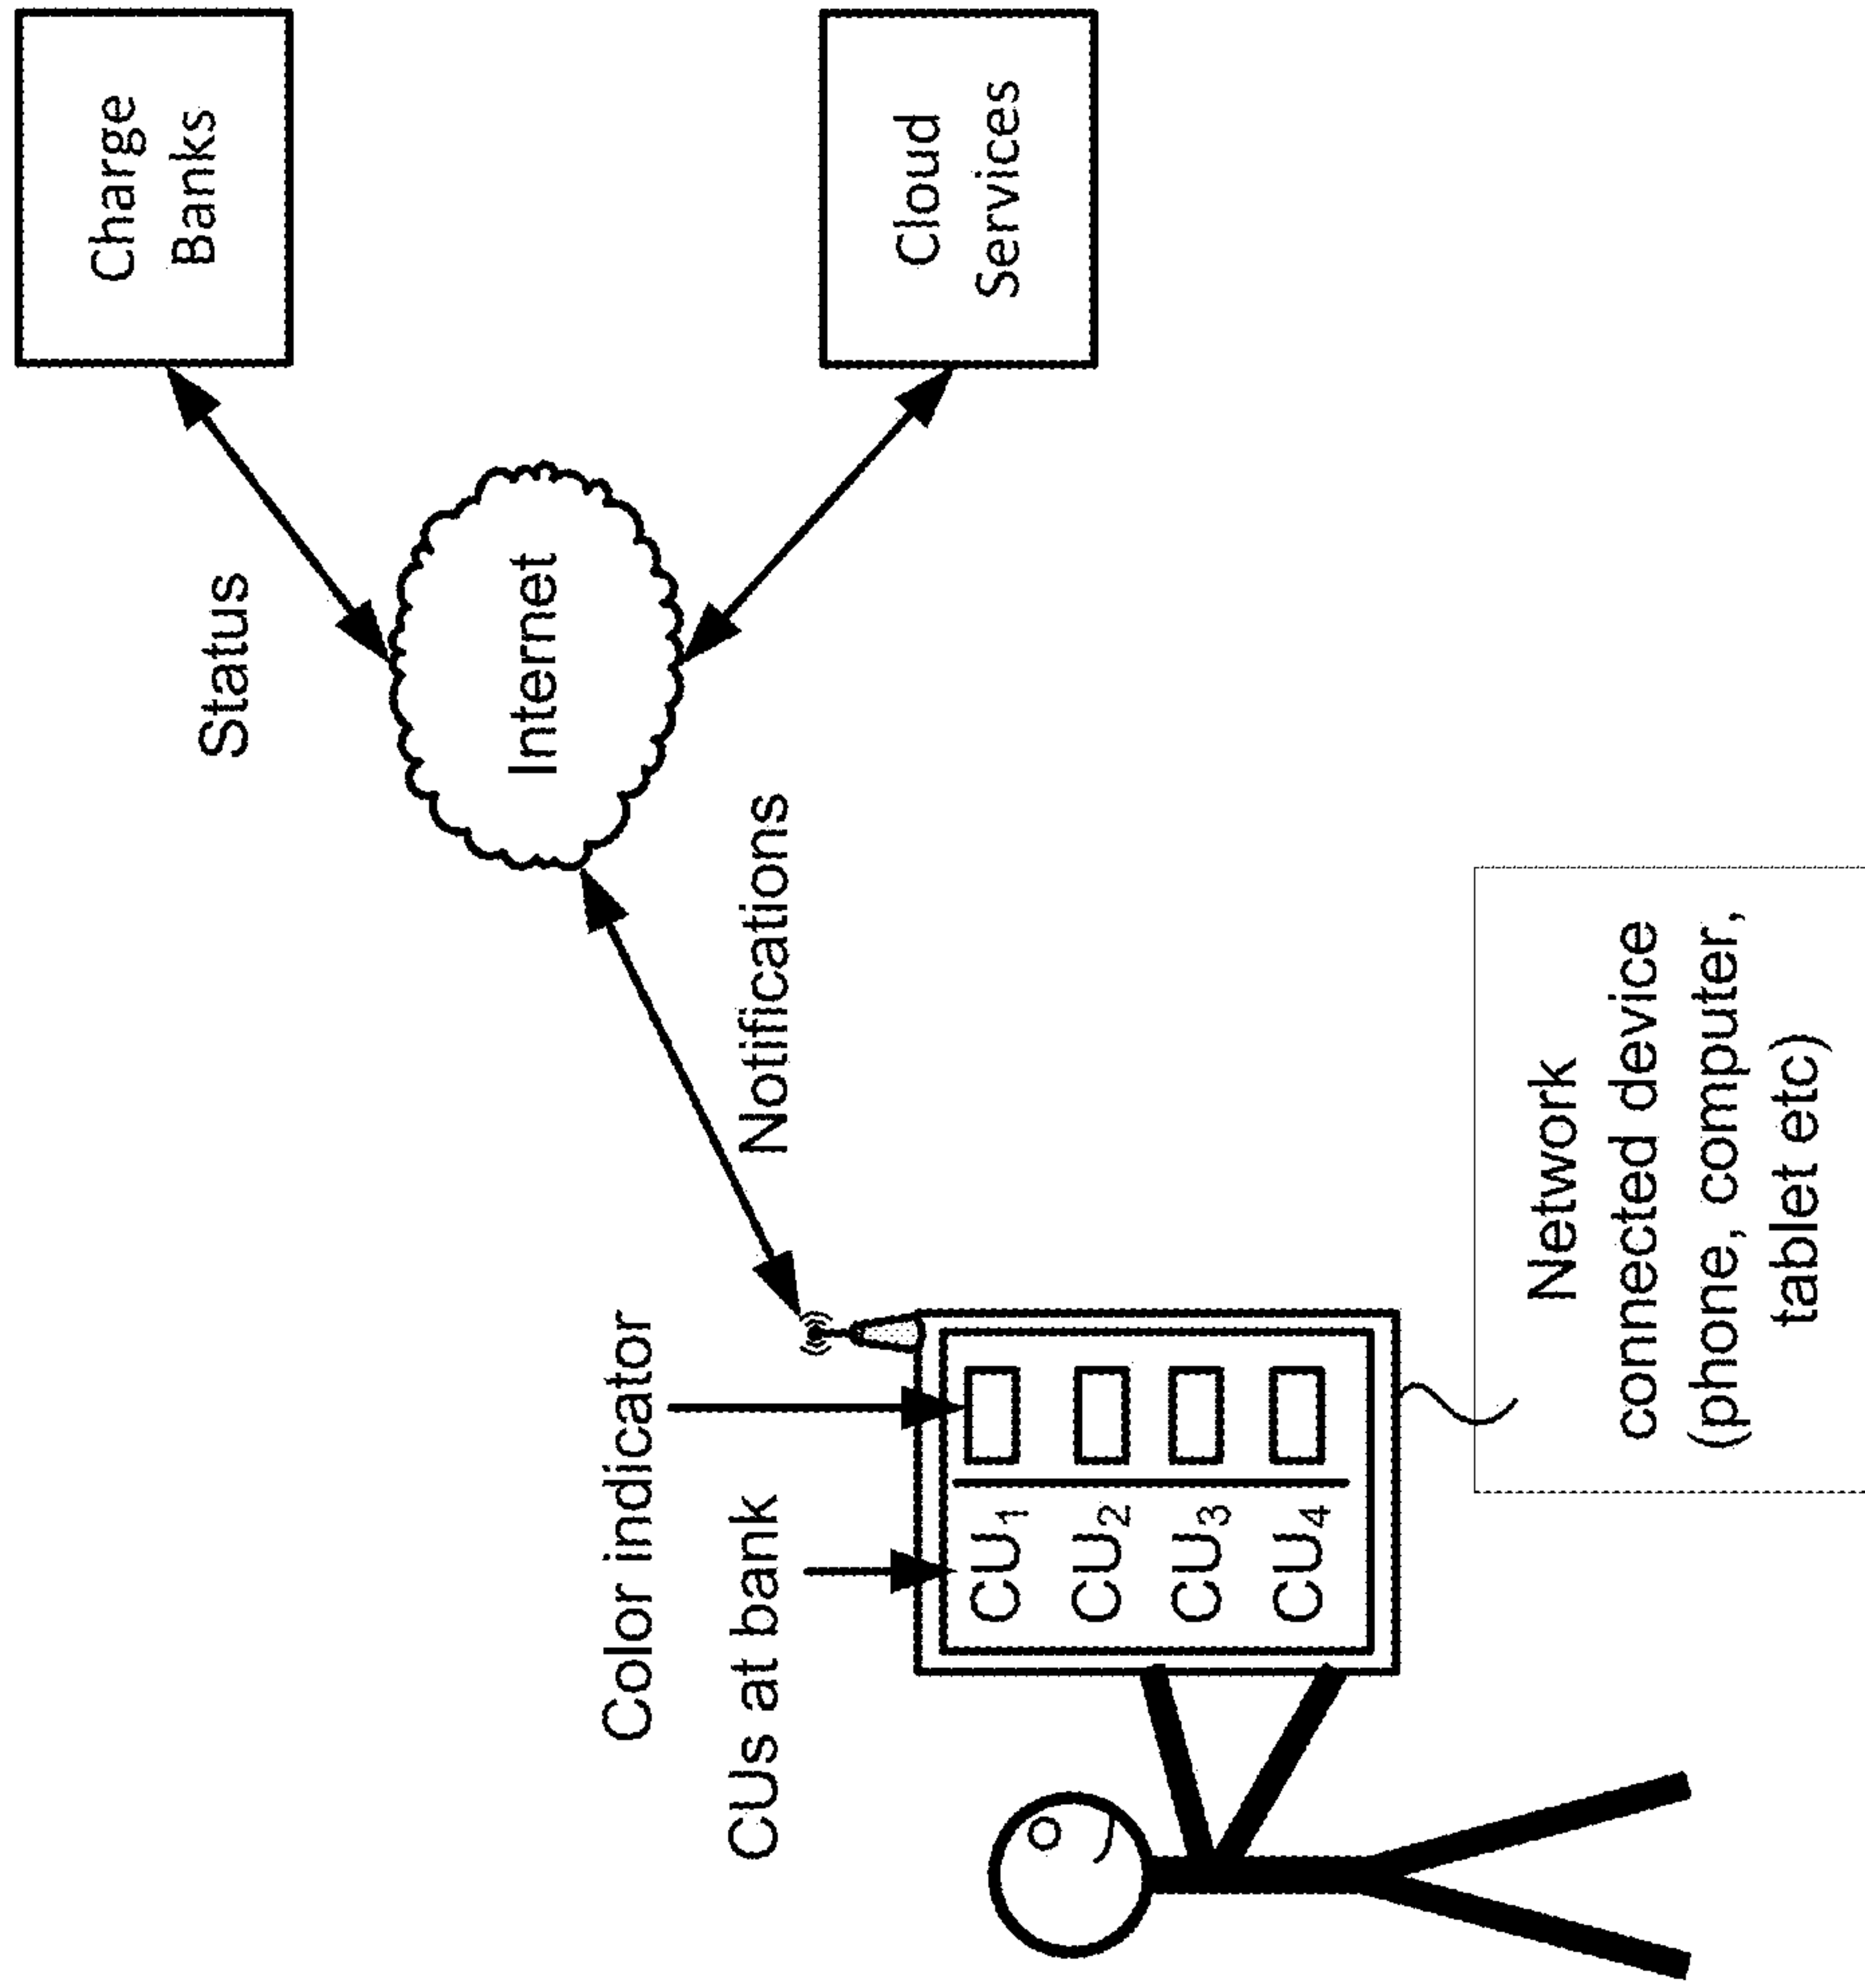 Color indicator
CUs at bank
CU1
CU2
CU3
CU4
Notifications
Status
Internet
Charge
Banks
Cloud
Services
Network
connected device
(phone, computer,
tablet etc)